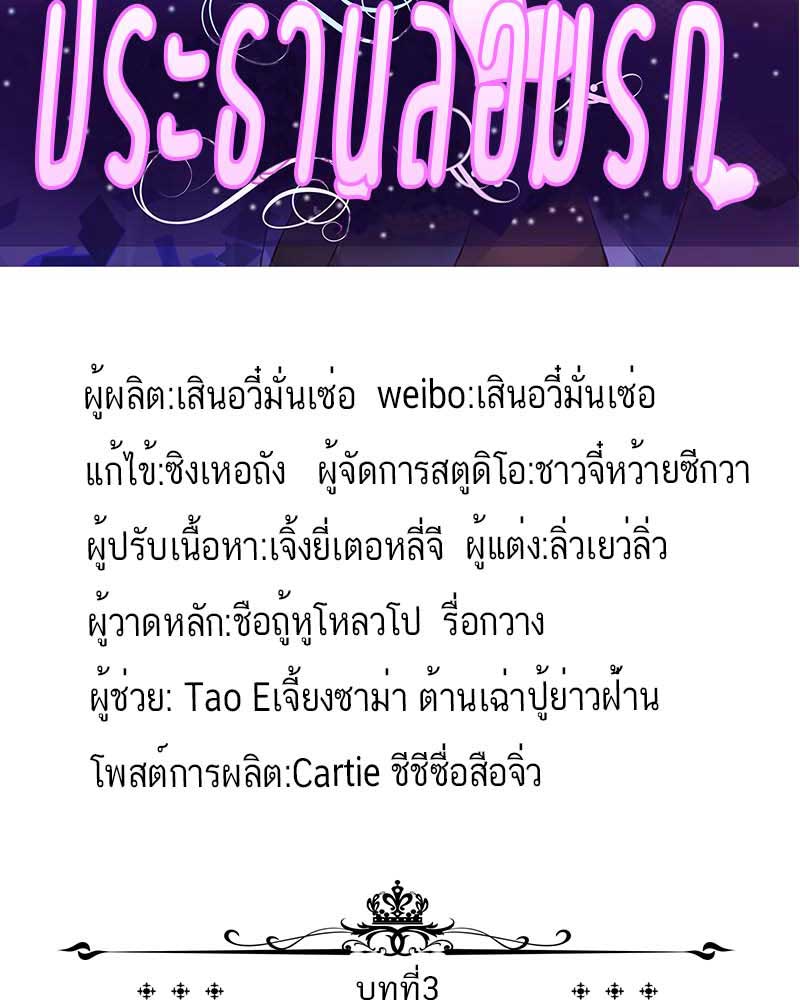 ประธานลอบรัก
ผู้ผลิต:เสินอวี๋มั่นเซ่อ weibo:เสินอวี๋มั่นเซ่อ
แก้ไข้:ซิงเหอถัง ผู้จัดการสตูดิโอ:ชาวจี๋หว้ายซีกวา
ผู้ปรับเนื้อหา:เจิ้งยี่เตอหลี่จี ผู้แต่ง:ลิ่วเยว่ลิ่ว
ผู้วาดหลัก:ชือถู้หูโหลวโป รื่อกวาง
ผู้ช่วย: Tao Eเจี้ยงซาม่า ต้านเฉ่าปู้ย่าวฝ้าน
โพสต์การผลิต:Cartie ชีชีซื่อสือจิ่ว
บทที่3